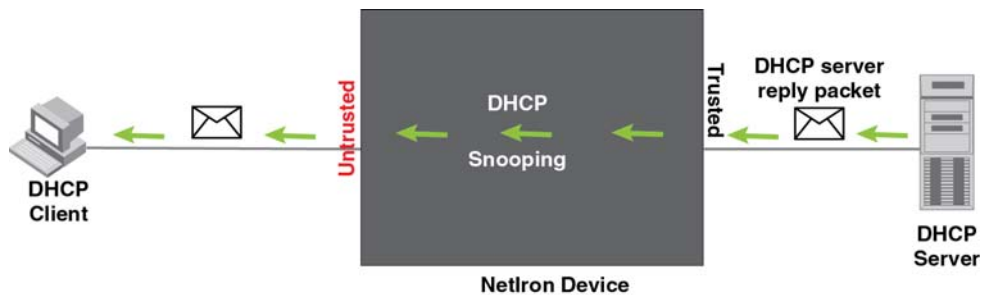 DHCP
Client
Untrusted
DHCP
Snooping
Trusted
DHCP server
reply packet
DHCP
Server
NetIron Device